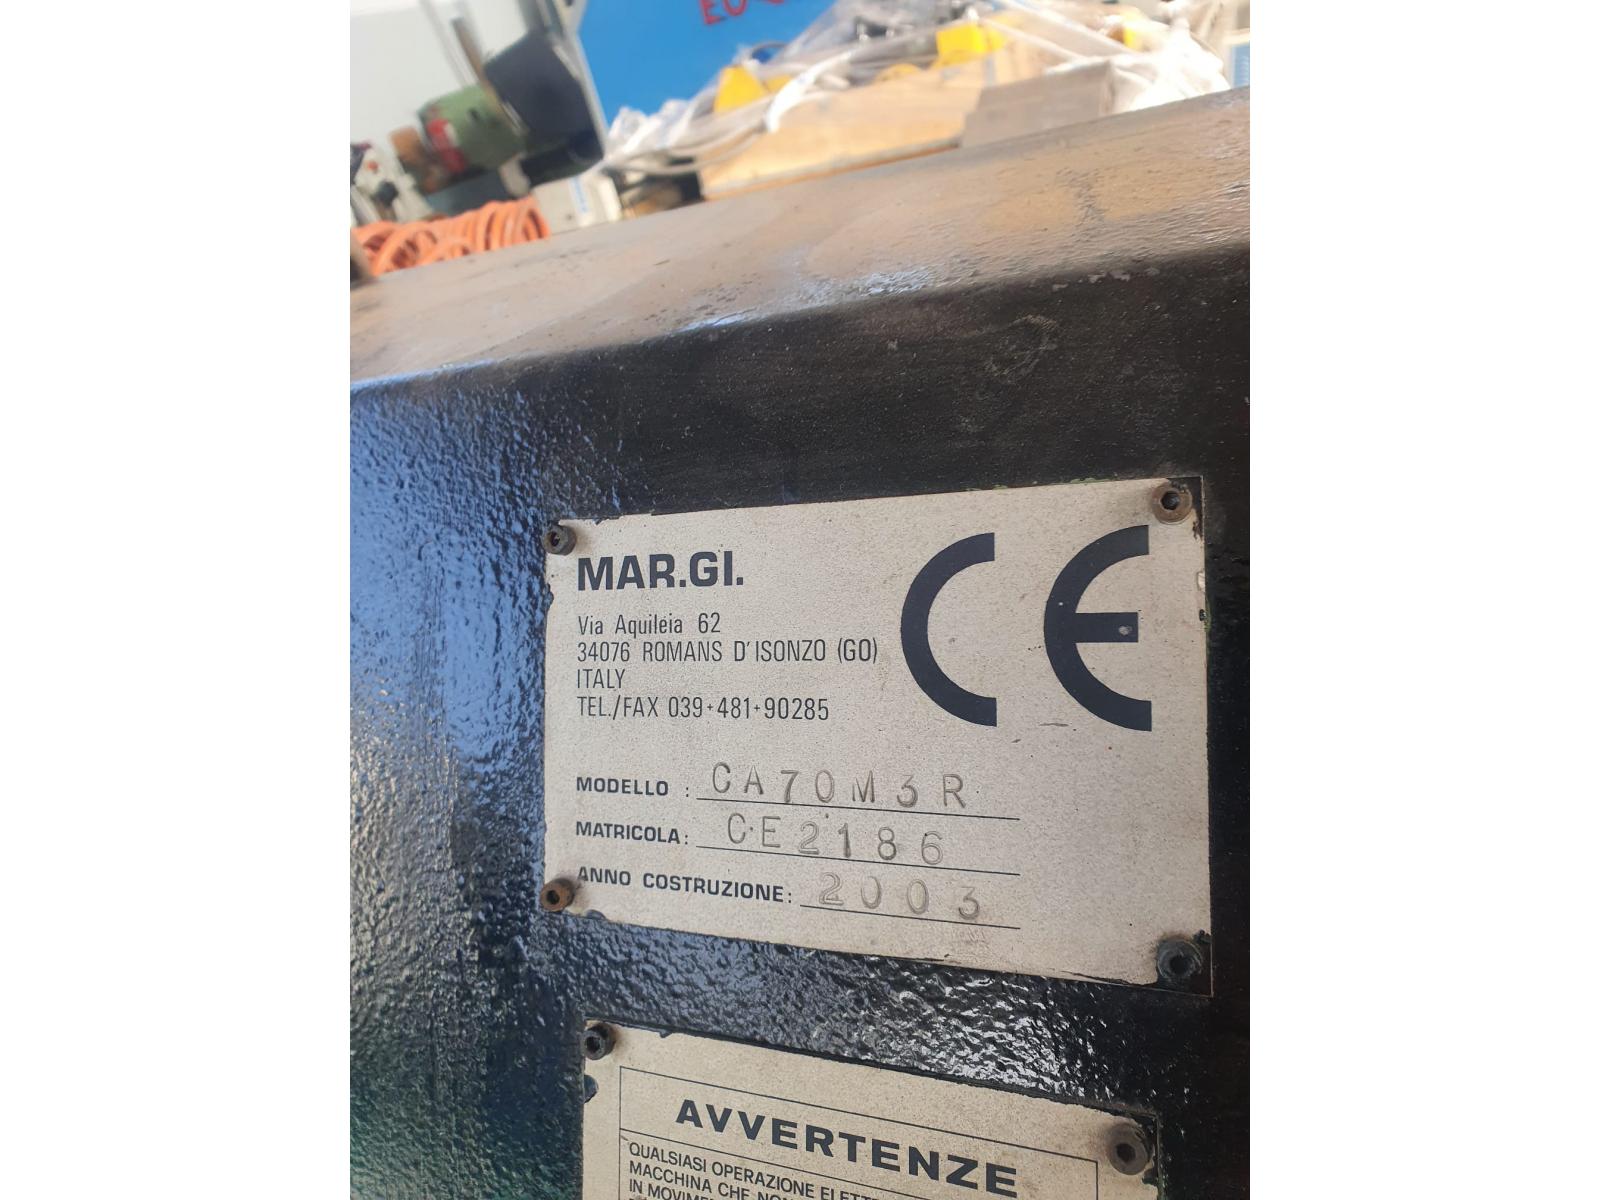 MAR.GI.
CE
Via Aquileia 62
34076 ROMANS D'ISONZO (GO)
ITALY
TEL./FAX 039+481+90285
MODELLO : CA70M3R
MATRICOLA: CE2186
ANNO COSTRUZIONE: 2003
AVVERTENZE
QUALSIASI OPERAZIONE
MACCHINA CHE
IN